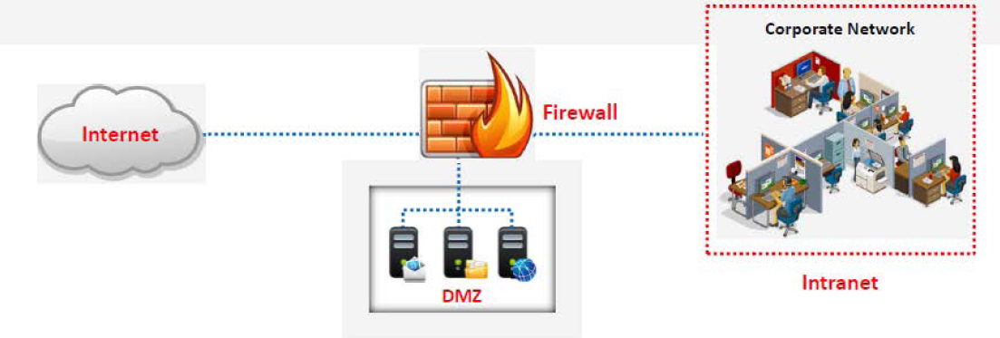 Corporate Network
Firewall
Internet
DMZ
Intranet